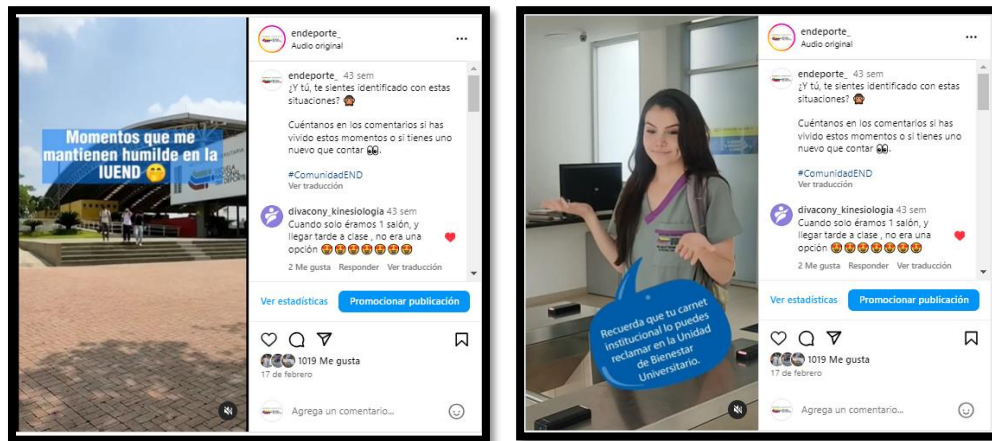 Momentos que me
mantienen humilde en la
IUEND 🤭
ESCUELA
NACIONAL
DEPORTE
endeporte_
Audio original
endeporte_ 43 sem
¿Y tú, te sientes identificado con estas
situaciones? 🙊
Cuéntanos en los comentarios si has
vivido estos momentos o si tienes uno
nuevo que contar 👀.
#ComunidadEND
Ver traducción
divacony_kinesiologia 43 sem
Cuando solo éramos 1 salón, y
llegar tarde a clase , no era una
opción 😍😍😍😍😍😍😍
2 Me gusta Responder Ver traducción
Ver estadísticas Promocionar publicación
1019 Me gusta
17 de febrero
Agrega un comentario...
Recuerda que tu carnet
institucional lo puedes
reclamar en la Unidad
de Bienestar
Universitario.
endeporte_
Audio original
endeporte_ 43 sem
¿Y tú, te sientes identificado con estas
situaciones? 🙊
Cuéntanos en los comentarios si has
vivido estos momentos o si tienes uno
nuevo que contar 👀.
#ComunidadEND
Ver traducción
divacony_kinesiologia 43 sem
Cuando solo éramos 1 salón, y
llegar tarde a clase , no era una
opción 😍😍😍😍😍😍😍
2 Me gusta Responder Ver traducción
Ver estadísticas Promocionar publicación
1019 Me gusta
17 de febrero
Agrega un comentario...